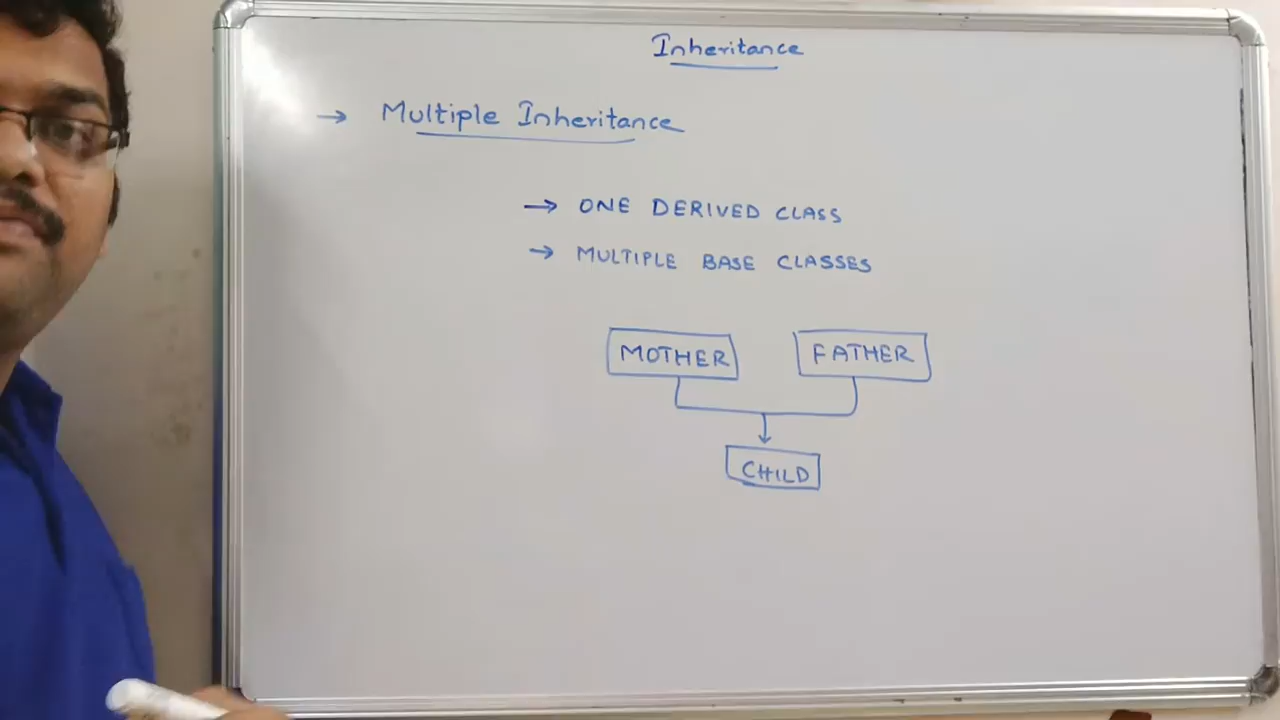 Inheritance
→ Multiple Inheritance
→ ONE DERIVED CLASS
→ MULTIPLE BASE CLASSES
MOTHER FATHER
CHILD